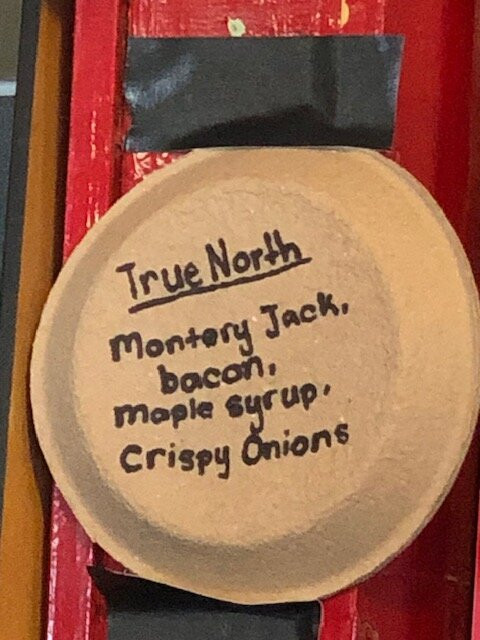 True North
Montery Jack,
bacon,
maple syrup,
Crispy Onions